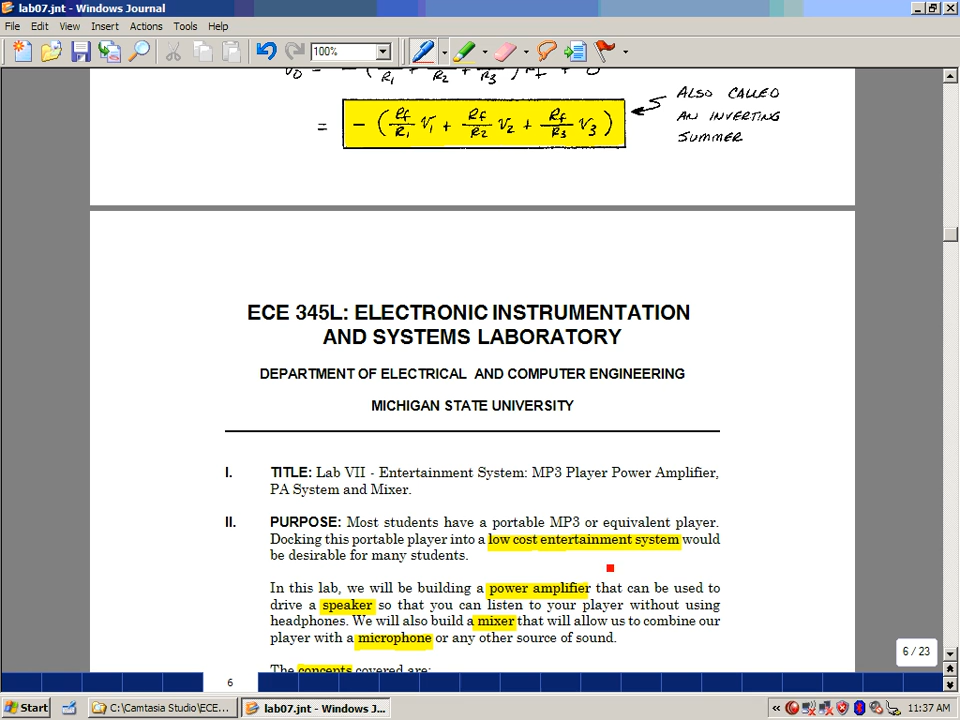 lab07.jnt - Windows Journal
File Edit View Insert Actions Tools Help
100%
R1 R2 R3
= - (Rf/R1 V1 + Rf/R2 V2 + Rf/R3 V3)
ALSO CALLED
AN INVERTING
SUMMER
ECE 345L: ELECTRONIC INSTRUMENTATION
AND SYSTEMS LABORATORY
DEPARTMENT OF ELECTRICAL AND COMPUTER ENGINEERING
MICHIGAN STATE UNIVERSITY
I. TITLE: Lab VII - Entertainment System: MP3 Player Power Amplifier,
PA System and Mixer.
II. PURPOSE: Most students have a portable MP3 or equivalent player.
Docking this portable player into a low cost entertainment system would
be desirable for many students.
In this lab, we will be building a power amplifier that can be used to
drive a speaker so that you can listen to your player without using
headphones. We will also build a mixer that will allow us to combine our
player with a microphone or any other source of sound.
The concepts covered are:
6 / 23
6
Start C:\Camtasia Studio\ECE... lab07.jnt - Windows J... « 11:37 AM